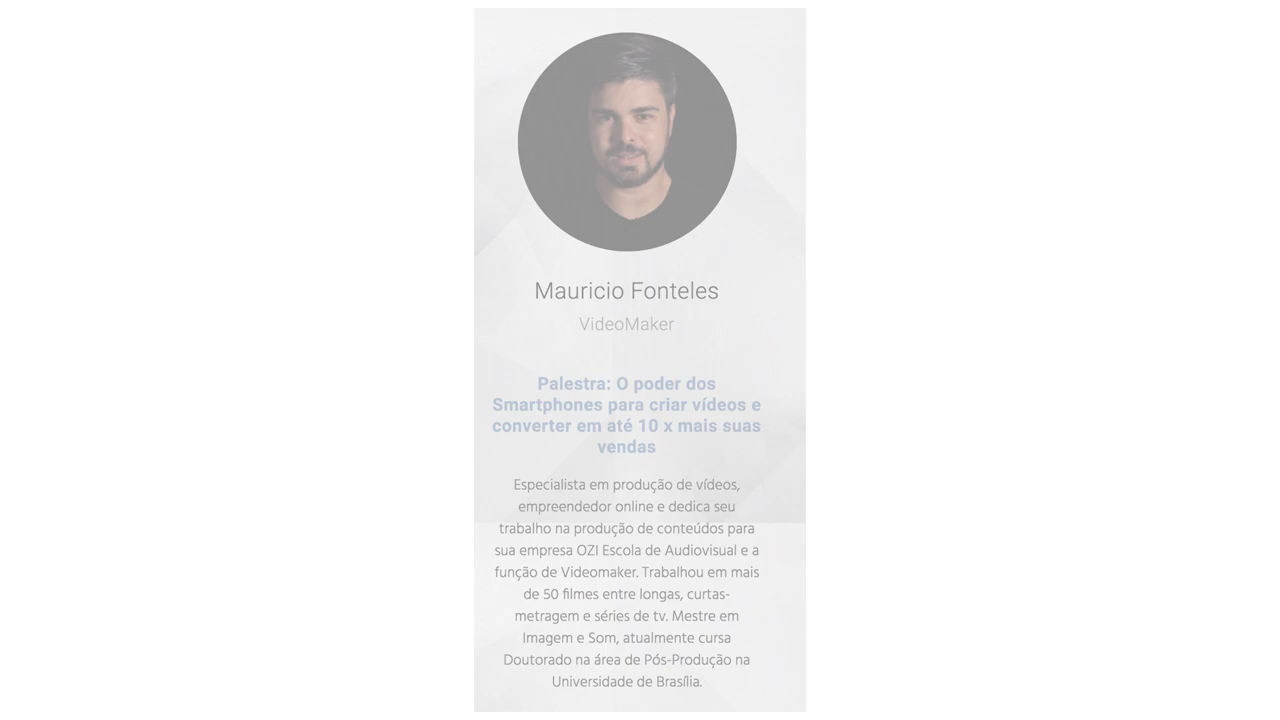 Mauricio Fonteles
VideoMaker
Palestra: O poder dos
Smartphones para criar vídeos e
converter em até 10 x mais suas
vendas
Especialista em produção de vídeos,
empreendedor online e dedica seu
trabalho na produção de conteúdos para
sua empresa OZI Escola de Audiovisual e a
função de Videomaker. Trabalhou em mais
de 50 filmes entre longas, curtas-
metragem e séries de tv. Mestre em
Imagem e Som, atualmente cursa
Doutorado na área de Pós-Produção na
Universidade de Brasília.